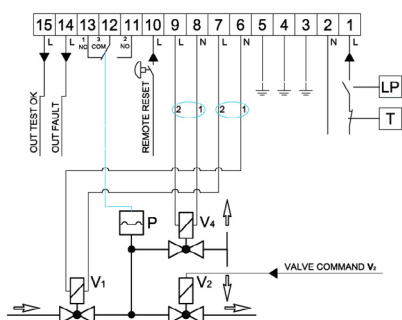 15 14 13 12 11 10 9 8 7 6 5 4 3 2 1
L L 1 NC 3 COM 2 NO L L N L N N L
OUT TEST OK
OUT FAULT
REMOTE RESET
2 1 2 1
LP
T
P
V4
V1
V2
VALVE COMMAND V2